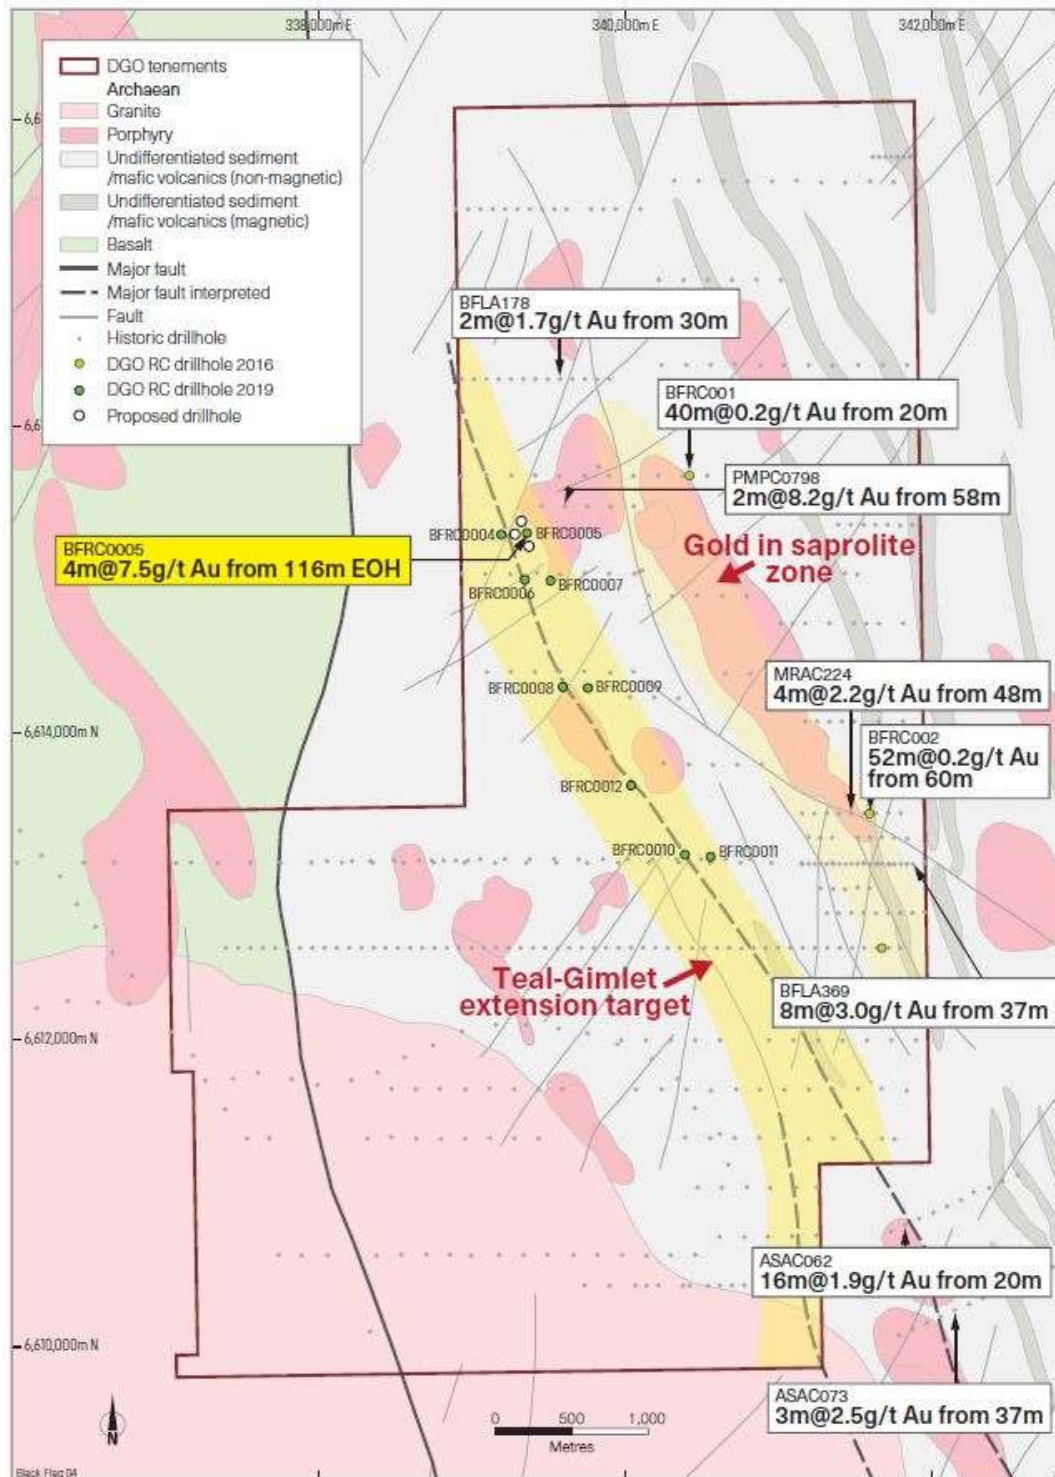 338,000m E
340,000m E
342,000m E
DGO tenements
Archaean
Granite
Porphyry
Undifferentiated sediment
/mafic volcanics (non-magnetic)
Undifferentiated sediment
/mafic volcanics (magnetic)
Basalt
Major fault
Major fault interpreted
Fault
Historic drillhole
DGO RC drillhole 2016
DGO RC drillhole 2019
Proposed drillhole
6,6
BFLA178
2m@1.7g/t Au from 30m
BFRC001
40m@0.2g/t Au from 20m
6,6
PMPC0798
2m@8.2g/t Au from 58m
BFRC0004
BFRC0005
BFRC0005
4m@7.5g/t Au from 116m EOH
Gold in saprolite
zone
BFRC0006
BFRC0007
MRAC224
4m@2.2g/t Au from 48m
BFRC0008
BFRC0009
6,614,000m N
BFRC002
52m@0.2g/t Au
from 60m
BFRC0012
BFRC0010
BFRC0011
Teal-Gimlet
extension target
BFLA369
8m@3.0g/t Au from 37m
6,612,000m N
ASAC062
16m@1.9g/t Au from 20m
6,610,000m N
ASAC073
3m@2.5g/t Au from 37m
N
0 500 1,000
Metres
Black Flag 04